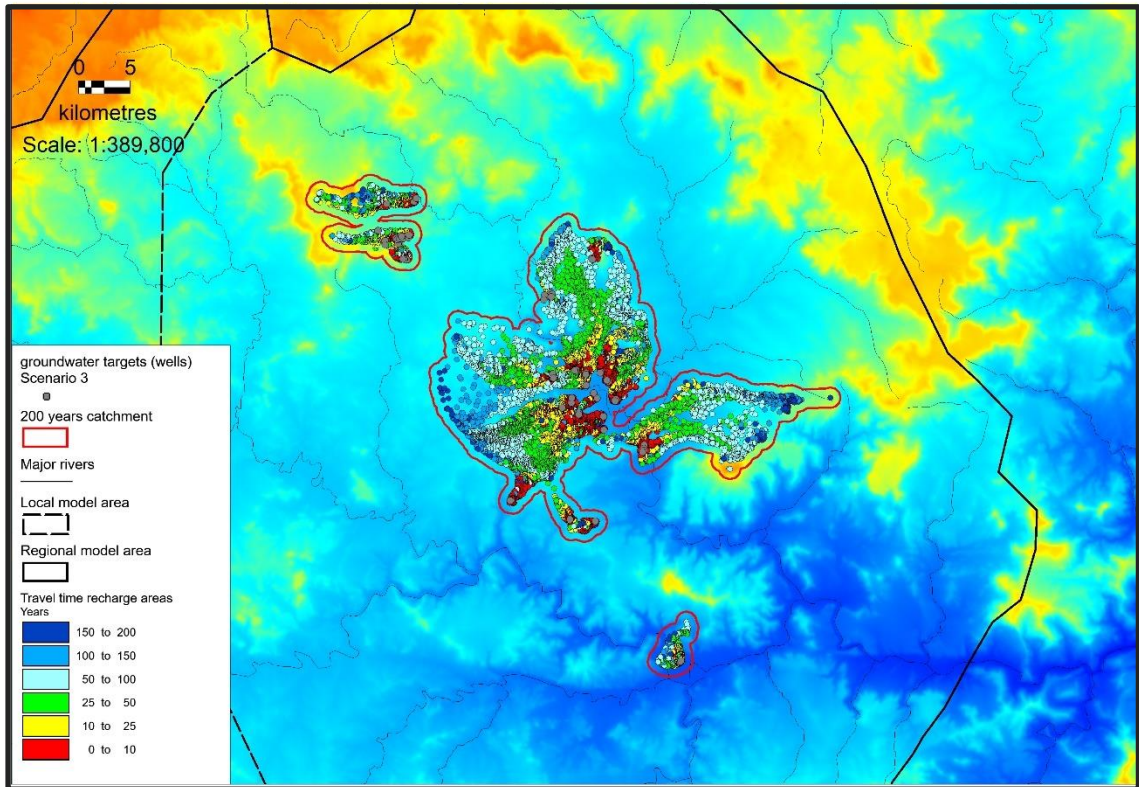 0 5
kilometres
Scale: 1:389,800
groundwater targets (wells)
Scenario 3
200 years catchment
Major rivers
Local model area
Regional model area
Travel time recharge areas
Years
150 to 200
100 to 150
50 to 100
25 to 50
10 to 25
0 to 10